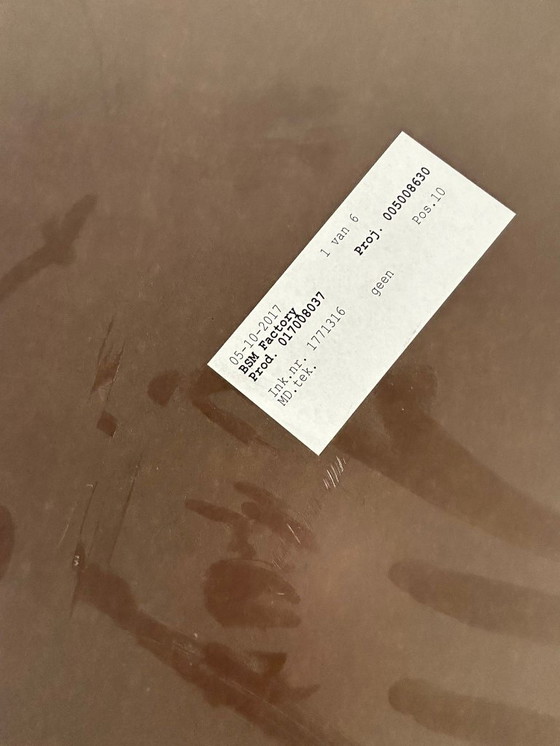 05-10-2017 1 van 6
BSM Factory
Prod. 017008037 Proj. 005008630
Pos.10
Ink.nr. 1771316 geen
MD.tek.